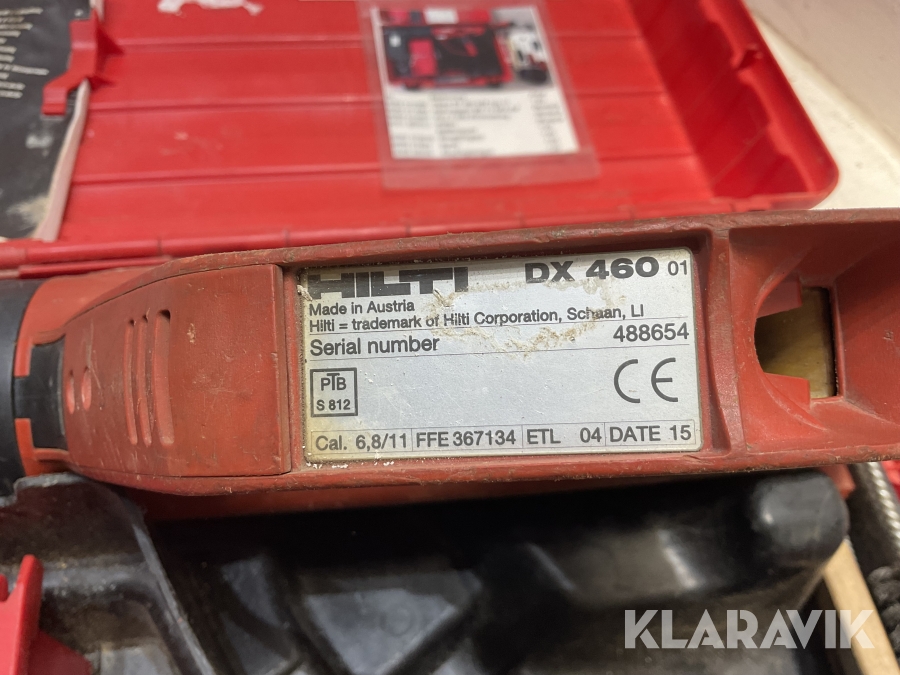 HILTI
DX 460 01
Made in Austria
Hilti = trademark of Hilti Corporation, Schaan, LI
Serial number 488654
PTB
S 812
CE
Cal. 6,8/11 FFE 367134 ETL 04 DATE 15
KLARAVIK